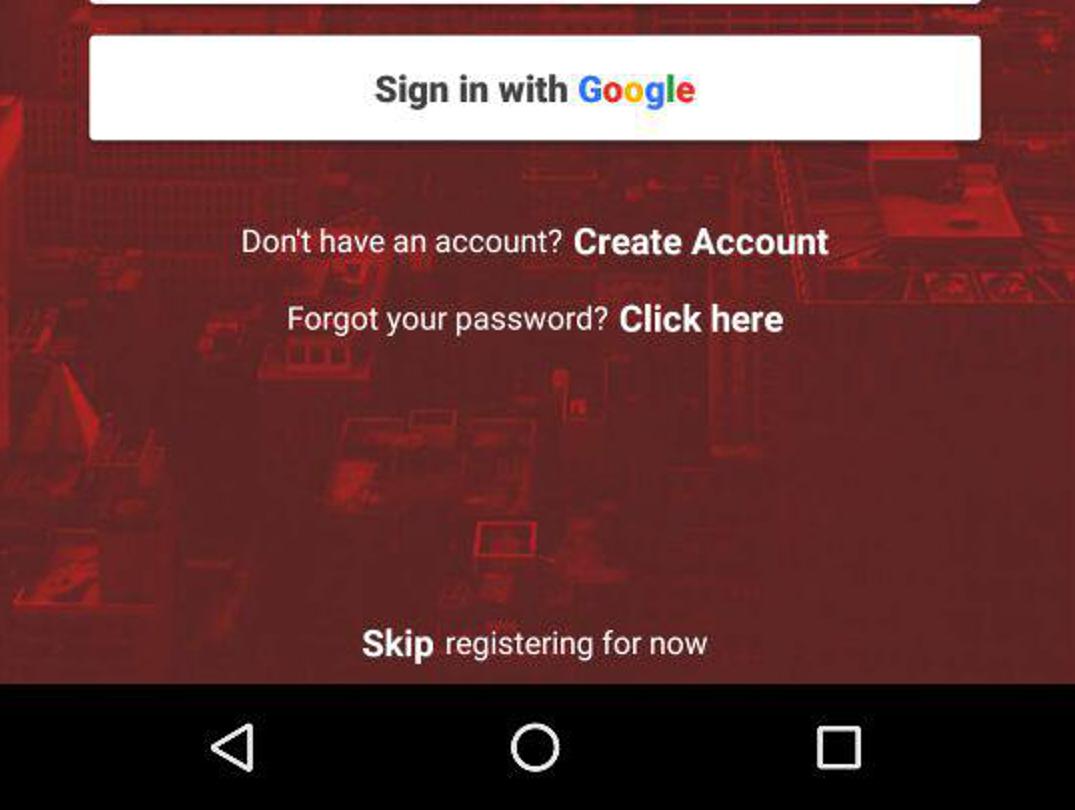 Sign in with Google
Don't have an account? Create Account
Forgot your password? Click here
Skip registering for now